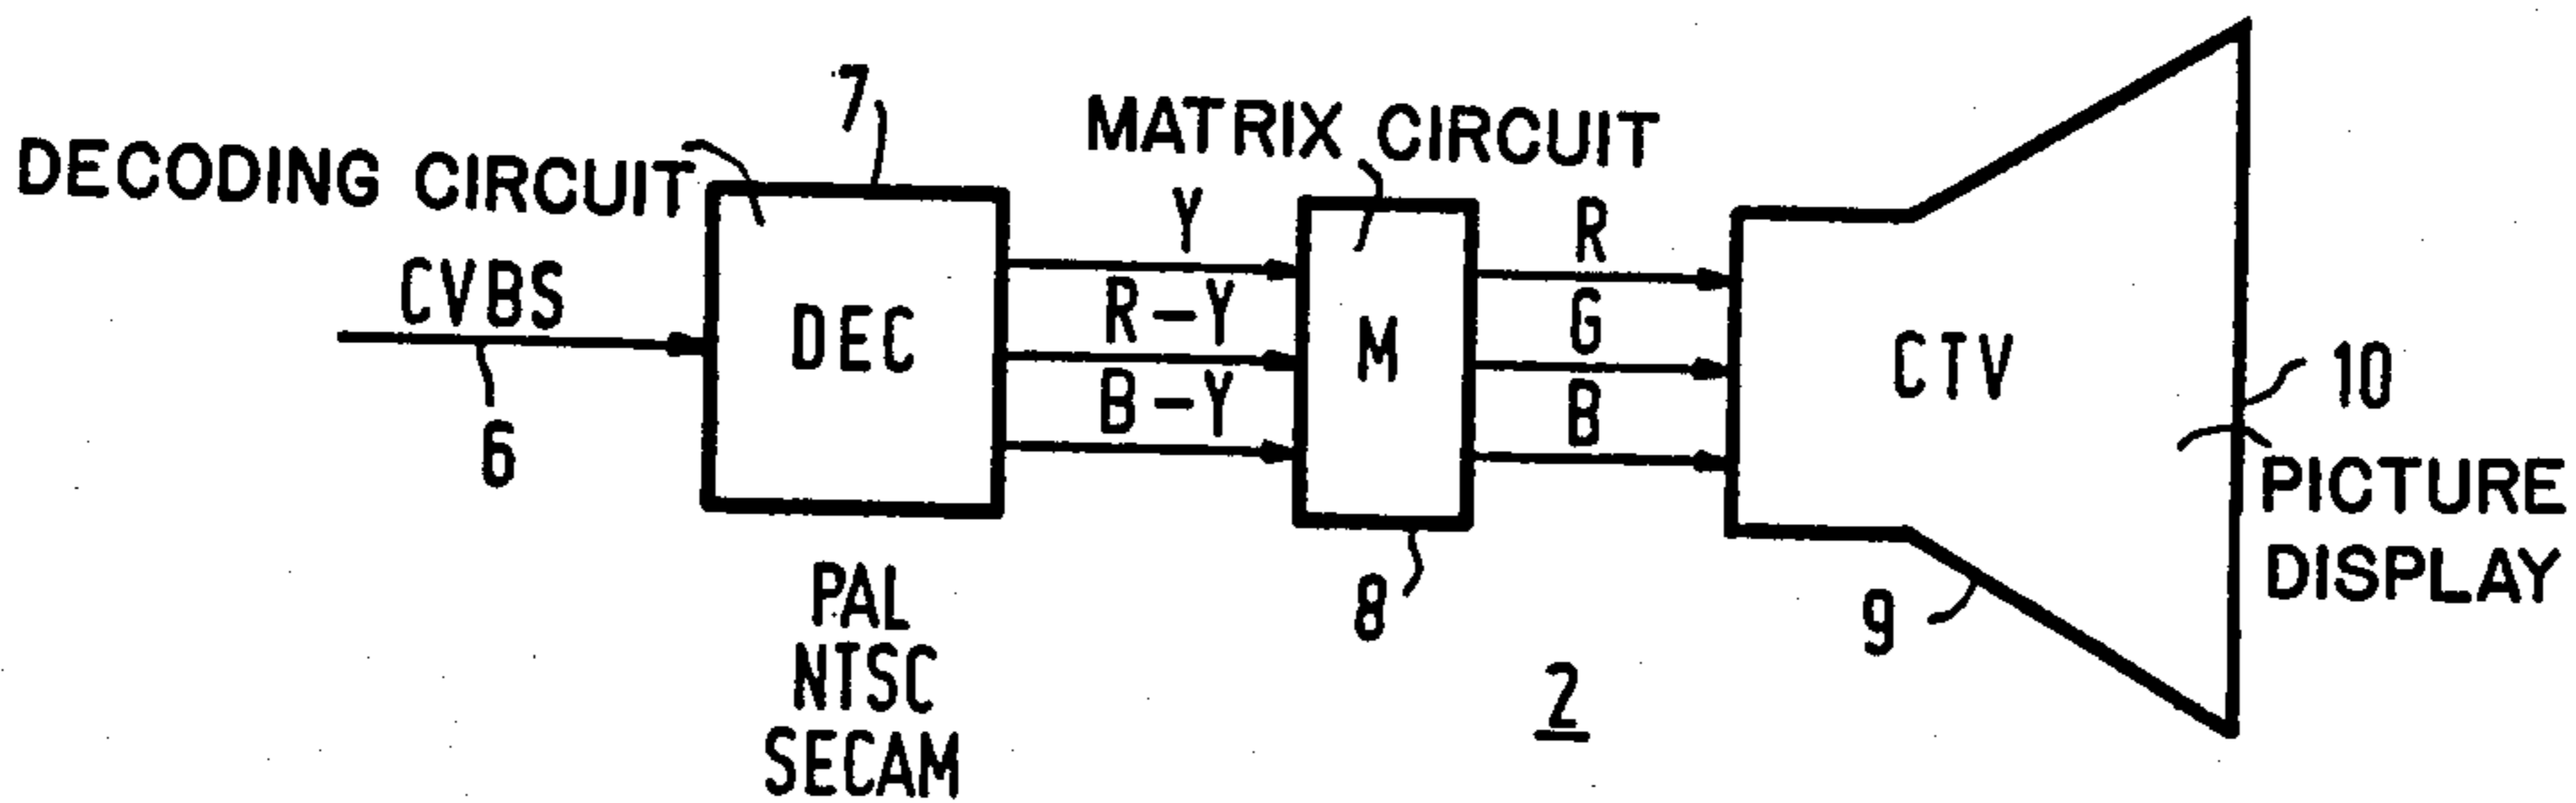 7
MATRIX CIRCUIT
DECODING CIRCUIT
Y
R
CVBS
R-Y
G
DEC
M
CTV
10
B-Y
B
6
PICTURE
DISPLAY
PAL
8
9
NTSC
2
SECAM